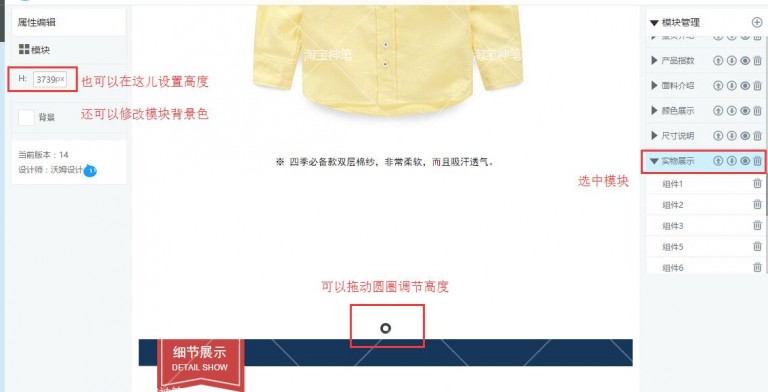 属性编辑
模块
H: 3739px
也可以在这儿设置高度
背景
还可以修改模块背景色
当前版本：14
设计师：沃姆设计
淘宝神笔
淘宝神笔
※ 四季必备款双层棉纱，非常柔软，而且吸汗透气。
可以拖动圆圈调节高度
细节展示
DETAIL SHOW
选中模块
模块管理
产品指数
面料介绍
颜色展示
尺寸说明
实物展示
组件1
组件2
组件3
组件5
组件6